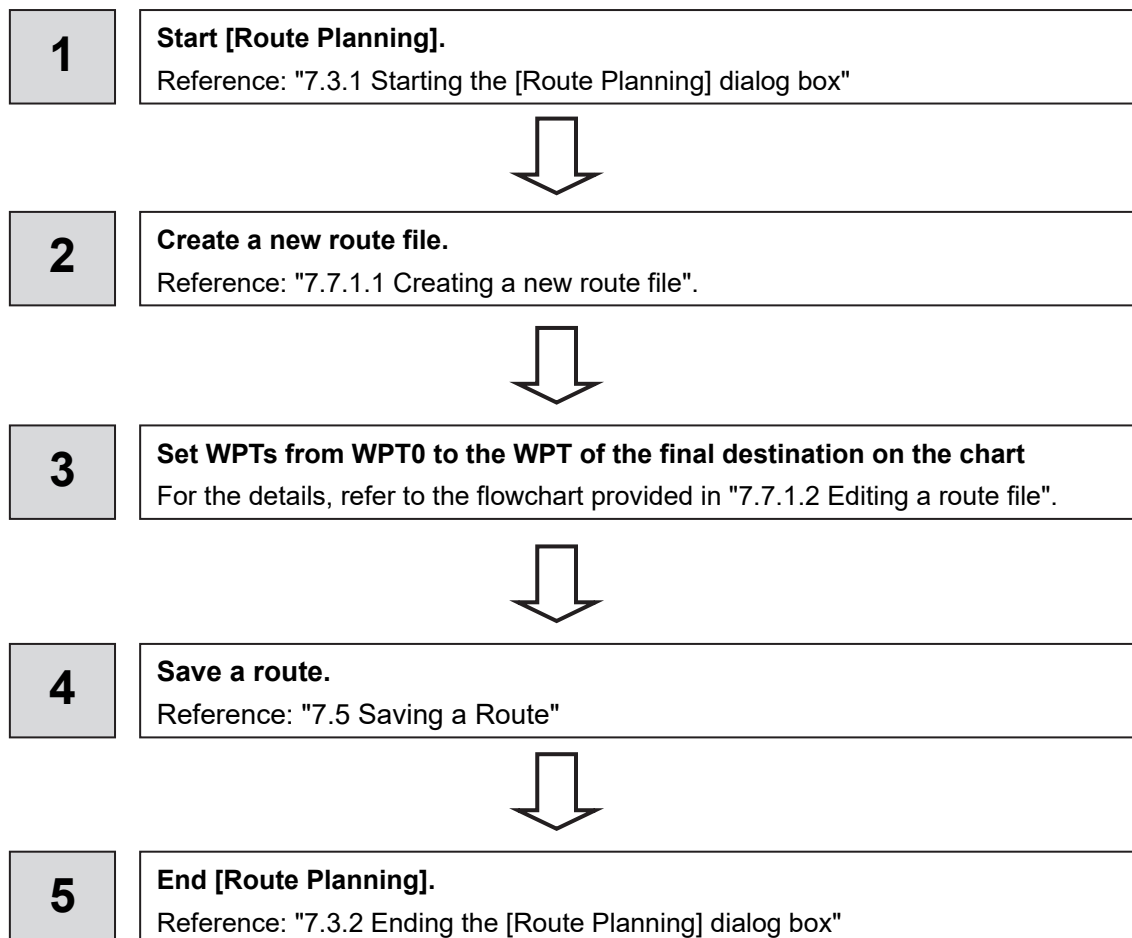 1
Start [Route Planning].
Reference: "7.3.1 Starting the [Route Planning] dialog box"
2
Create a new route file.
Reference: "7.7.1.1 Creating a new route file".
3
Set WPTs from WPT0 to the WPT of the final destination on the chart
For the details, refer to the flowchart provided in "7.7.1.2 Editing a route file".
4
Save a route.
Reference: "7.5 Saving a Route"
5
End [Route Planning].
Reference: "7.3.2 Ending the [Route Planning] dialog box"